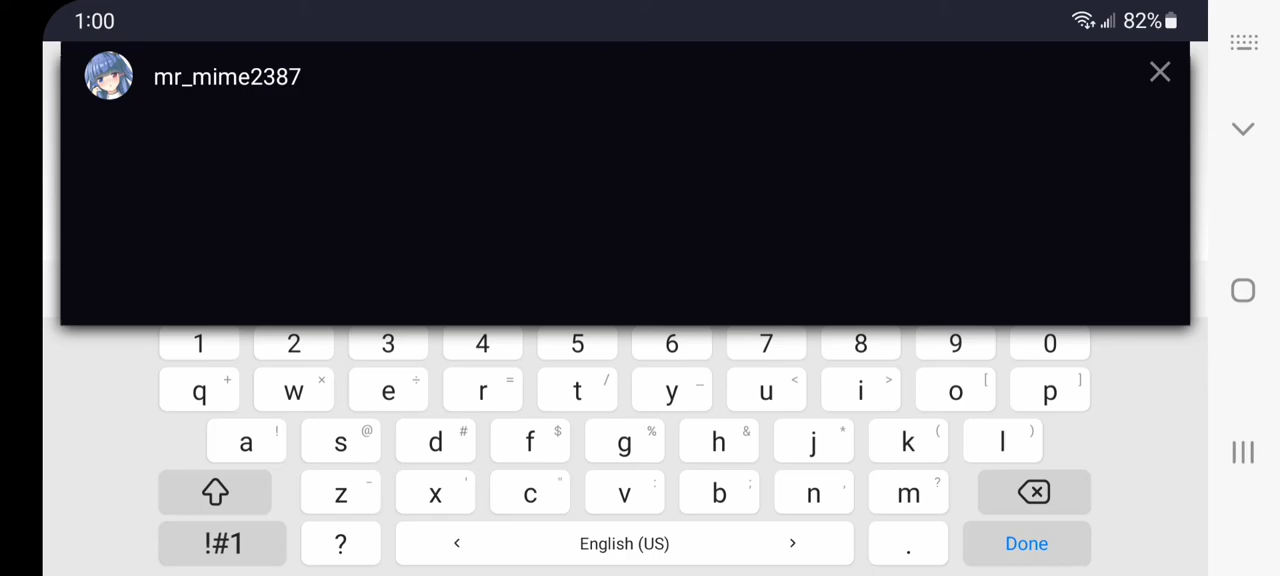 1:00 82%
mr_mime2387
1 2 3 4 5 6 7 8 9 0
q + w × e ÷ r = t / y _ u < i > o [ p ]
a ! s @ d # f $ g % h & j * k ( l )
z - x ' c " v : b ; n , m ?
!#1 ? < English (US) > . Done